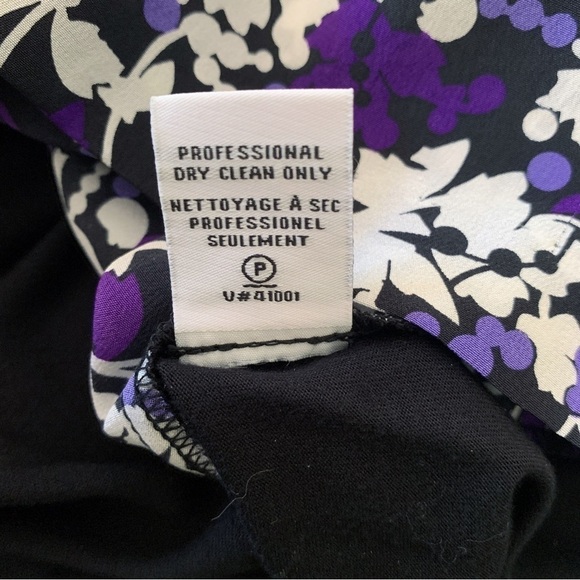 PROFESSIONAL
DRY CLEAN ONLY
NETTOYAGE À SEC
PROFESSIONEL
SEULEMENT
P
V#41001